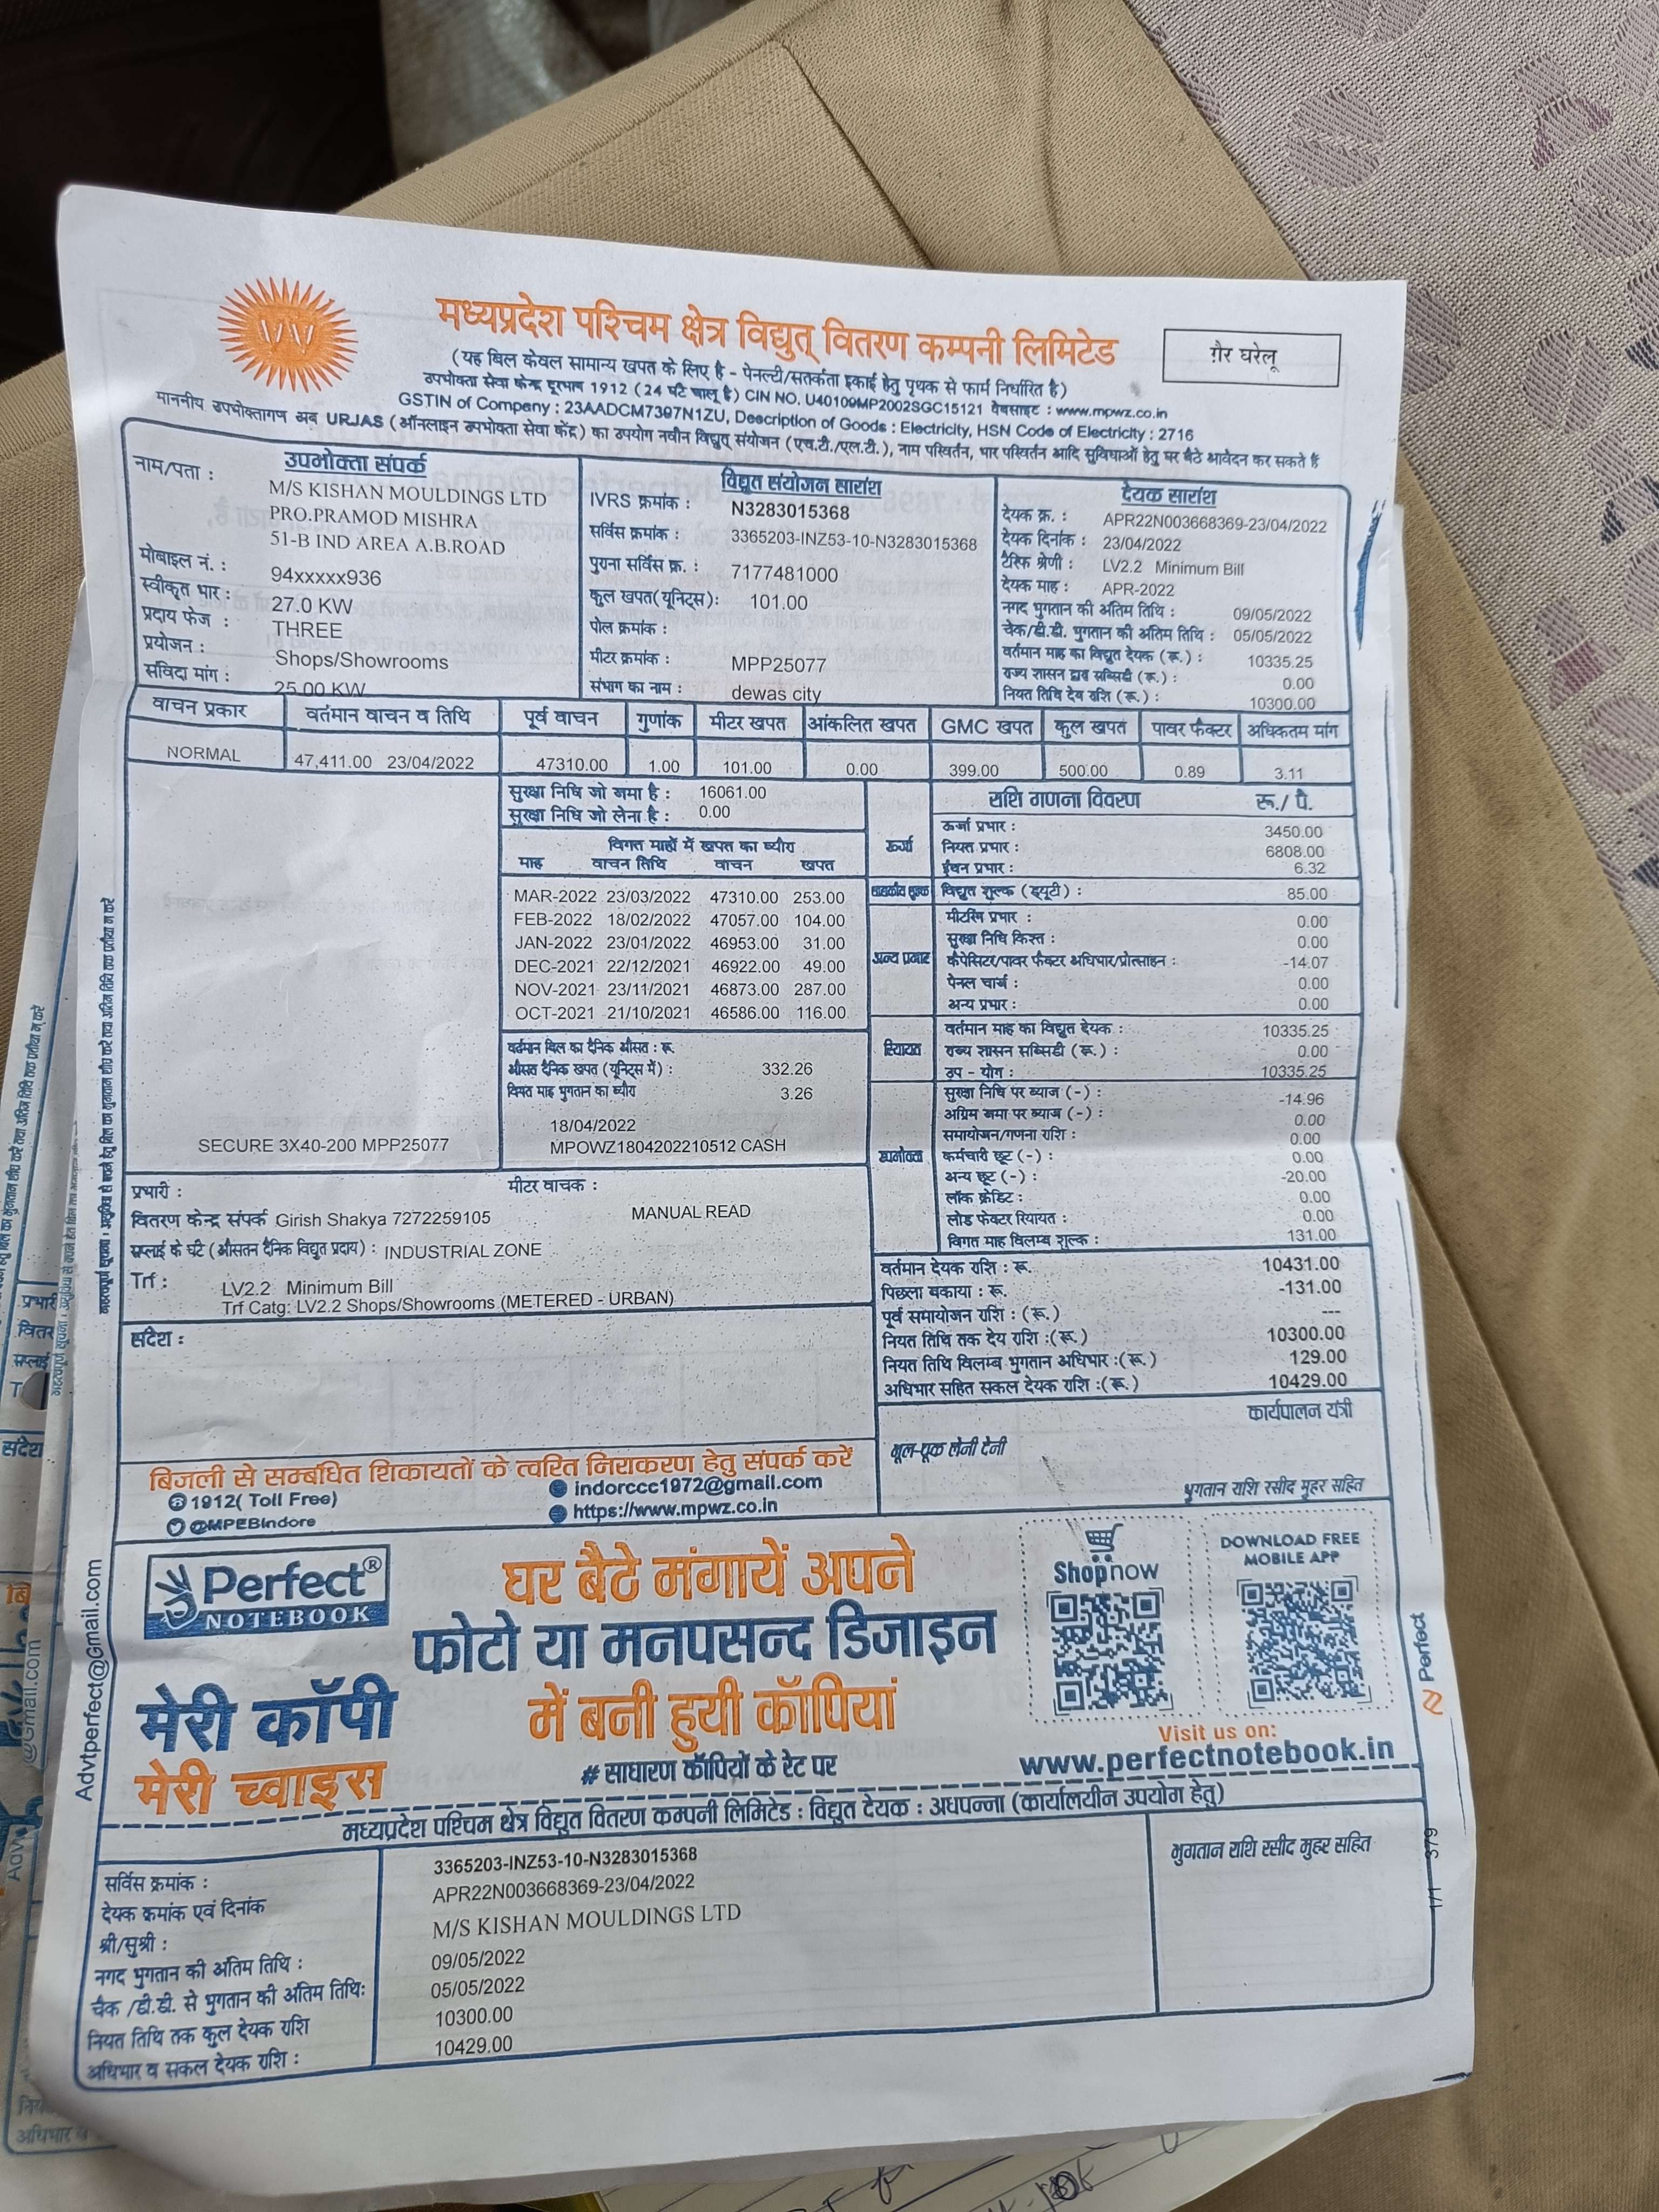 मध्यप्रदेश पश्चिम क्षेत्र विद्युत् वितरण कम्पनी लिमिटेड
ग़ैर घरेलू
(यह बिल केवल सामान्य खपत के लिए है - पेनल्टी/सतर्कता इकाई हेतु पृथक से फार्म निर्धारित है)
उपभोक्ता सेवा केन्द्र दूरभाष 1912 (24 घंटे चालू है) CIN NO. U40109MP2002SGC15121 वेबसाइट : www.mpwz.co.in
GSTIN of Company : 23AADCM7397N1ZU, Description of Goods : Electricity, HSN Code of Electricity : 2716
माननीय उपभोक्तागण अब URJAS (ऑनलाइन उपभोक्ता सेवा केंद्र) का उपयोग नवीन विद्युत् संयोजन (एच.टी./एल.टी.), नाम परिवर्तन, भार परिवर्तन आदि सुविधाओं हेतु घर बैठे आवेदन कर सकते हैं
उपभोक्ता संपर्क
नाम/पता :
M/S KISHAN MOULDINGS LTD
PRO.PRAMOD MISHRA
51-B IND AREA A.B.ROAD
मोबाइल नं. : 94xxxxx936
स्वीकृत भार : 27.0 KW
प्रदाय फेज : THREE
प्रयोजन : Shops/Showrooms
संविदा मांग : 25.00 KW
विद्युत संयोजन सारांश
IVRS क्रमांक : N3283015368
सर्विस क्रमांक : 3365203-INZ53-10-N3283015368
पुराना सर्विस क्र. : 7177481000
कुल खपत(यूनिट्स): 101.00
पोल क्रमांक :
मीटर क्रमांक : MPP25077
संभाग का नाम : dewas city
देयक सारांश
देयक क्र. : APR22N003668369-23/04/2022
देयक दिनांक : 23/04/2022
टैरिफ श्रेणी : LV2.2 Minimum Bill
देयक माह : APR-2022
नगद भुगतान की अंतिम तिथि : 09/05/2022
चेक/डी.डी. भुगतान की अंतिम तिथि : 05/05/2022
वर्तमान माह का विद्युत देयक (रू.) : 10335.25
राज्य शासन द्वारा सब्सिडी (रू.) : 0.00
नियत तिथि देय राशि (रू.) : 10300.00
वाचन प्रकार वर्तमान वाचन व तिथि पूर्व वाचन गुणांक मीटर खपत आंकलित खपत GMC खपत कुल खपत पावर फैक्टर अधिकतम मांग
NORMAL 47,411.00 23/04/2022 47310.00 1.00 101.00 0.00 399.00 500.00 0.89 3.11
सुरक्षा निधि जो जमा है : 16061.00
सुरक्षा निधि जो लेना है : 0.00
विगत माहों में खपत का ब्यौरा
माह वाचन तिथि वाचन खपत
MAR-2022 23/03/2022 47310.00 253.00
FEB-2022 18/02/2022 47057.00 104.00
JAN-2022 23/01/2022 46953.00 31.00
DEC-2021 22/12/2021 46922.00 49.00
NOV-2021 23/11/2021 46873.00 287.00
OCT-2021 21/10/2021 46586.00 116.00
वर्तमान बिल का दैनिक औसत : रू. 332.26
औसत दैनिक खपत (यूनिट्स में) : 3.26
विगत माह भुगतान का ब्यौरा
18/04/2022
MPOWZ1804202210512 CASH
SECURE 3X40-200 MPP25077
राशि गणना विवरण रू./ पै.
ऊर्जा
ऊर्जा प्रभार : 3450.00
नियत प्रभार : 6808.00
ईंधन प्रभार : 6.32
विद्युत शुल्क (ड्यूटी) : 85.00
अन्य प्रभार
मीटरिंग प्रभार : 0.00
सुरक्षा निधि किश्त : 0.00
कैपेसिटर/पावर फैक्टर अधिभार/प्रोत्साहन : -14.07
पेनल चार्ज : 0.00
अन्य प्रभार : 0.00
रियायत
वर्तमान माह का विद्युत देयक : 10335.25
राज्य शासन सब्सिडी (रू.) : 0.00
उप - योग : 10335.25
सुरक्षा निधि पर ब्याज (-) : -14.96
अग्रिम जमा पर ब्याज (-) : 0.00
समायोजन/गणना राशि : 0.00
कर्मचारी छूट (-) : 0.00
अन्य छूट (-) : -20.00
लॉक क्रेडिट : 0.00
लोड फेक्टर रियायत : 0.00
विगत माह विलम्ब शुल्क : 131.00
वर्तमान देयक राशि : रू. 10431.00
पिछला बकाया : रू. -131.00
पूर्व समायोजन राशि : (रू.) ---
नियत तिथि तक देय राशि :(रू.) 10300.00
नियत तिथि विलम्ब भुगतान अधिभार :(रू.) 129.00
अधिभार सहित सकल देयक राशि :(रू.) 10429.00
प्रभारी :
मीटर वाचक :
वितरण केन्द्र संपर्क Girish Shakya 7272259105 MANUAL READ
सप्लाई के घंटे (औसतन दैनिक विद्युत प्रदाय) : INDUSTRIAL ZONE
Trf : LV2.2 Minimum Bill
Trf Catg: LV2.2 Shops/Showrooms (METERED - URBAN)
संदेश :
कार्यपालन यंत्री
भूल-चूक लेनी देनी
भुगतान राशि रसीद मुहर सहित
बिजली से सम्बंधित शिकायतों के त्वरित निराकरण हेतु संपर्क करें
1912( Toll Free)
indorccc1972@gmail.com
@MPEBIndore
https://www.mpwz.co.in
Perfect®
NOTEBOOK
मेरी कॉपी
मेरी च्वाइस
घर बैठे मंगायें अपने
फोटो या मनपसन्द डिजाइन
में बनी हुयी कॉपियां
# साधारण कॉपियों के रेट पर
Shop now
DOWNLOAD FREE
MOBILE APP
Visit us on:
www.perfectnotebook.in
Advtperfect@Gmail.com
Perfect
मध्यप्रदेश पश्चिम क्षेत्र विद्युत वितरण कम्पनी लिमिटेड : विद्युत देयक : अधपन्ना (कार्यालयीन उपयोग हेतु)
सर्विस क्रमांक : 3365203-INZ53-10-N3283015368
देयक क्रमांक एवं दिनांक APR22N003668369-23/04/2022
श्री/सुश्री : M/S KISHAN MOULDINGS LTD
नगद भुगतान की अंतिम तिथि : 09/05/2022
चैक /डी.डी. से भुगतान की अंतिम तिथि: 05/05/2022
नियत तिथि तक कुल देयक राशि 10300.00
अधिभार व सकल देयक राशि : 10429.00
भुगतान राशि रसीद मुहर सहित
1/1 379